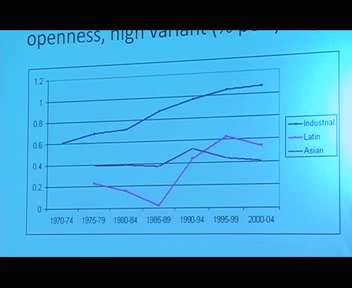 openness, high variant (%
1.2
1
0.8
0.6
0.4
0.2
0
1970-74 1975-79 1980-84 1985-89 1990-94 1995-99 2000-04
Industrial
Latin
Asian